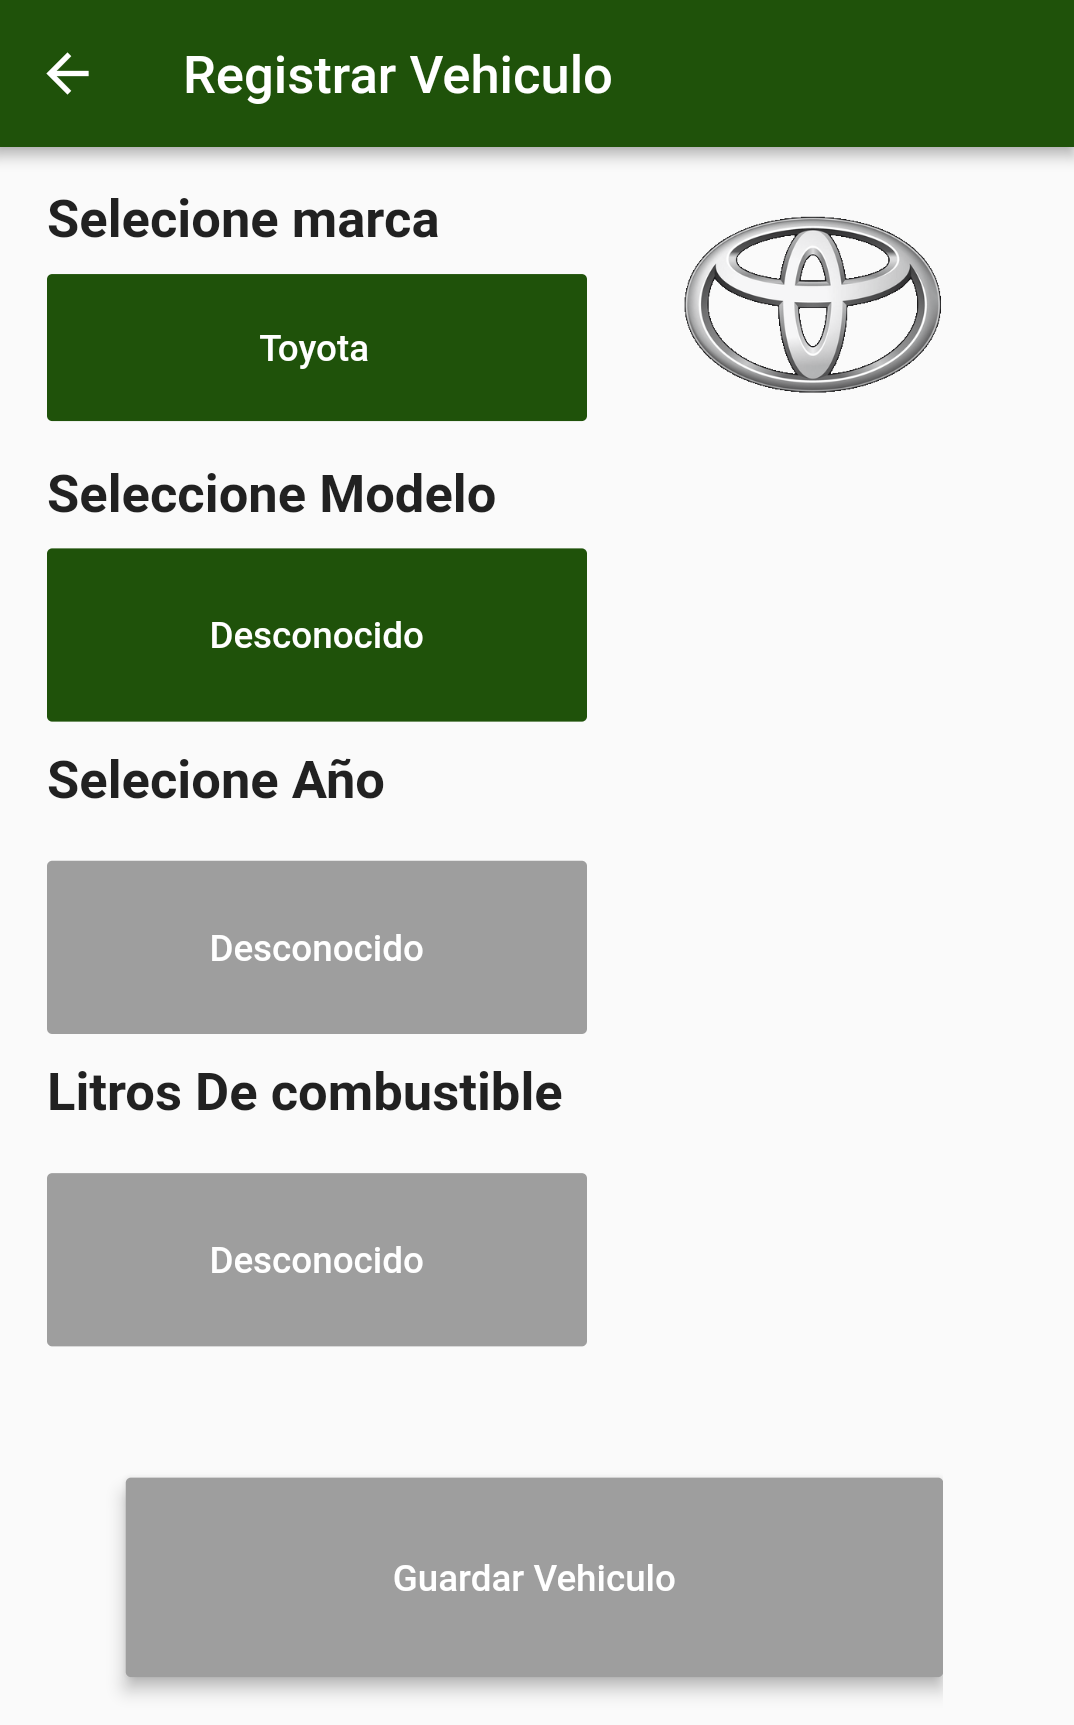 Registrar Vehiculo
Selecione marca
Toyota
Seleccione Modelo
Desconocido
Selecione Año
Desconocido
Litros De combustible
Desconocido
Guardar Vehiculo